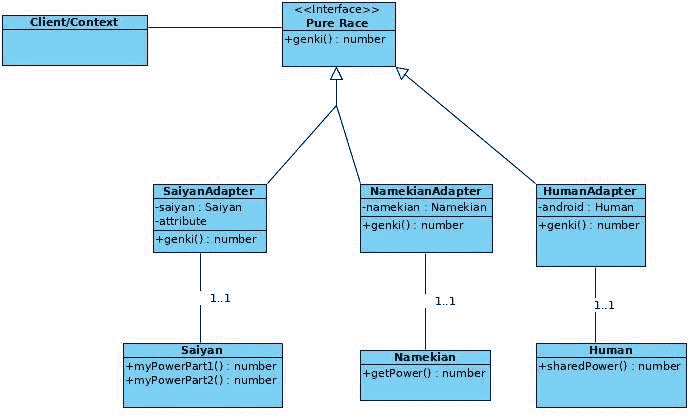 Client/Context
<<Interface>>
Pure Race
+genki() : number
SaiyanAdapter
-saiyan : Saiyan
-attribute
+genki() : number
NamekianAdapter
-namekian : Namekian
+genki() : number
HumanAdapter
-android : Human
+genki() : number
1..1
1..1
1..1
Saiyan
+myPowerPart1() : number
+myPowerPart2() : number
Namekian
+getPower() : number
Human
+sharedPower() : number